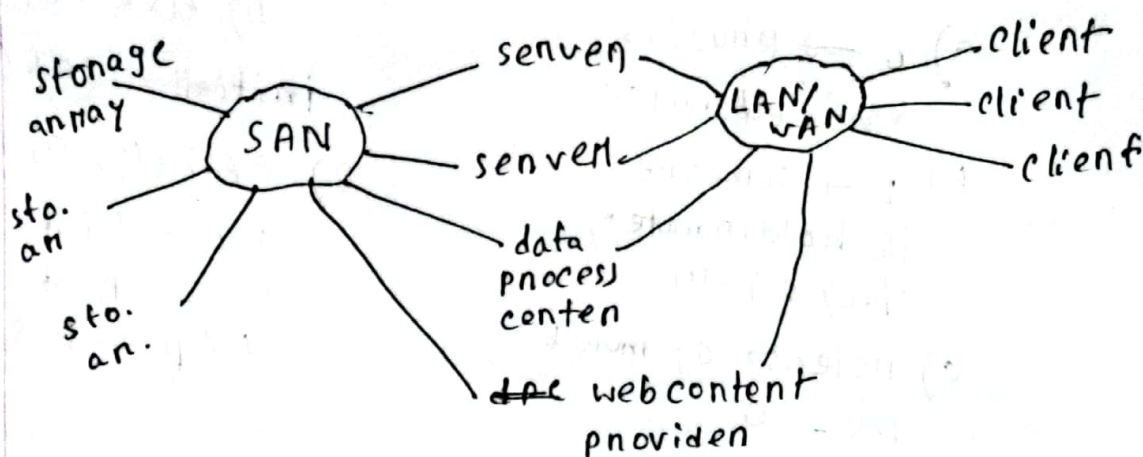 storage
array
sto.
ar
sto.
ar.
SAN
server
server
data
process
center
web content
provider
LAN/
WAN
client
client
client